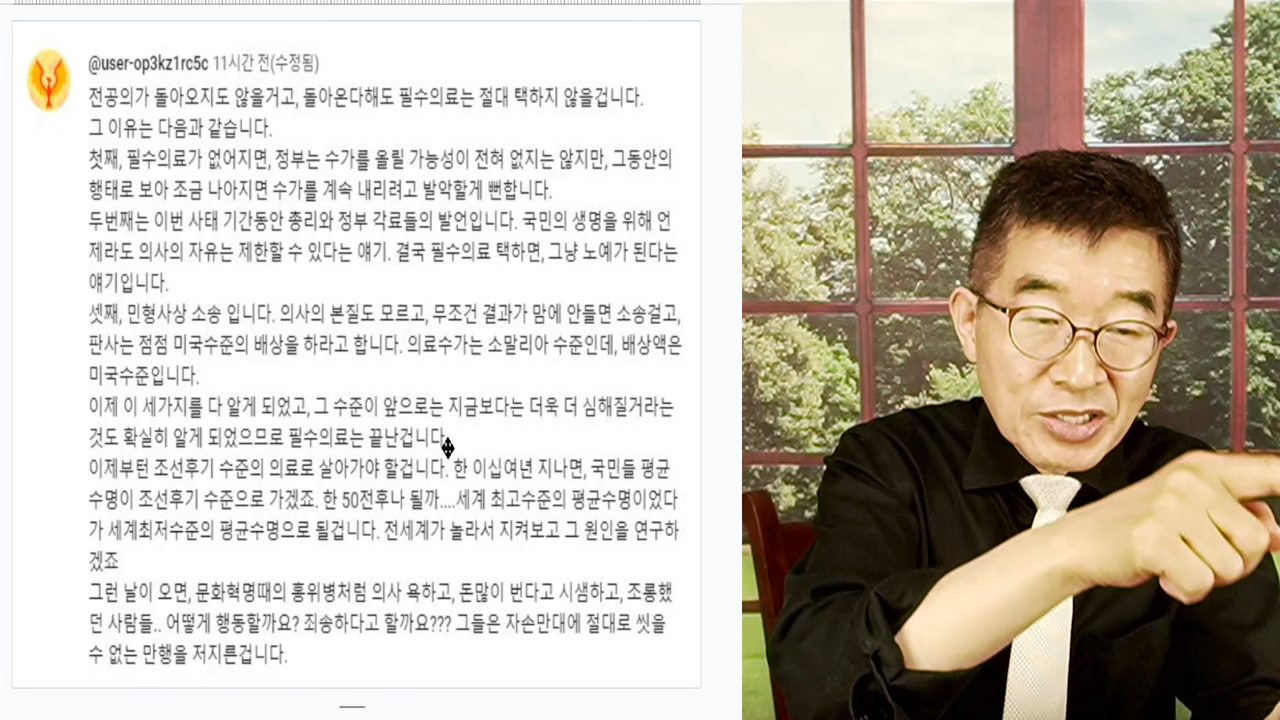 @user-op3kz1rc5c 11시간 전(수정됨)
전공의가 돌아오지도 않을거고, 돌아온다해도 필수의료는 절대 택하지 않을겁니다.
그 이유는 다음과 같습니다.
첫째, 필수의료가 없어지면, 정부는 수가를 올릴 가능성이 전혀 없지는 않지만, 그동안의
행태로 보아 조금 나아지면 수가를 계속 내리려고 발악할게 뻔합니다.
두번째는 이번 사태 기간동안 총리와 정부 각료들의 발언입니다. 국민의 생명을 위해 언
제라도 의사의 자유는 제한할 수 있다는 얘기. 결국 필수의료 택하면, 그냥 노예가 된다는
얘기입니다.
셋째, 민형사상 소송 입니다. 의사의 본질도 모르고, 무조건 결과가 맘에 안들면 소송걸고,
판사는 점점 미국수준의 배상을 하라고 합니다. 의료수가는 소말리아 수준인데, 배상액은
미국수준입니다.
이제 이 세가지를 다 알게 되었고, 그 수준이 앞으로는 지금보다는 더욱 더 심해질거라는
것도 확실히 알게 되었으므로 필수의료는 끝난겁니다.
이제부턴 조선후기 수준의 의료로 살아가야 할겁니다. 한 이십여년 지나면, 국민들 평균
수명이 조선후기 수준으로 가겠죠. 한 50전후나 될까....세계 최고수준의 평균수명이었다
가 세계최저수준의 평균수명으로 될겁니다. 전세계가 놀라서 지켜보고 그 원인을 연구하
겠죠
그런 날이 오면, 문화혁명때의 홍위병처럼 의사 욕하고, 돈많이 번다고 시샘하고, 조롱했
던 사람들.. 어떻게 행동할까요? 죄송하다고 할까요??? 그들은 자손만대에 절대로 씻을
수 없는 만행을 저지른겁니다.